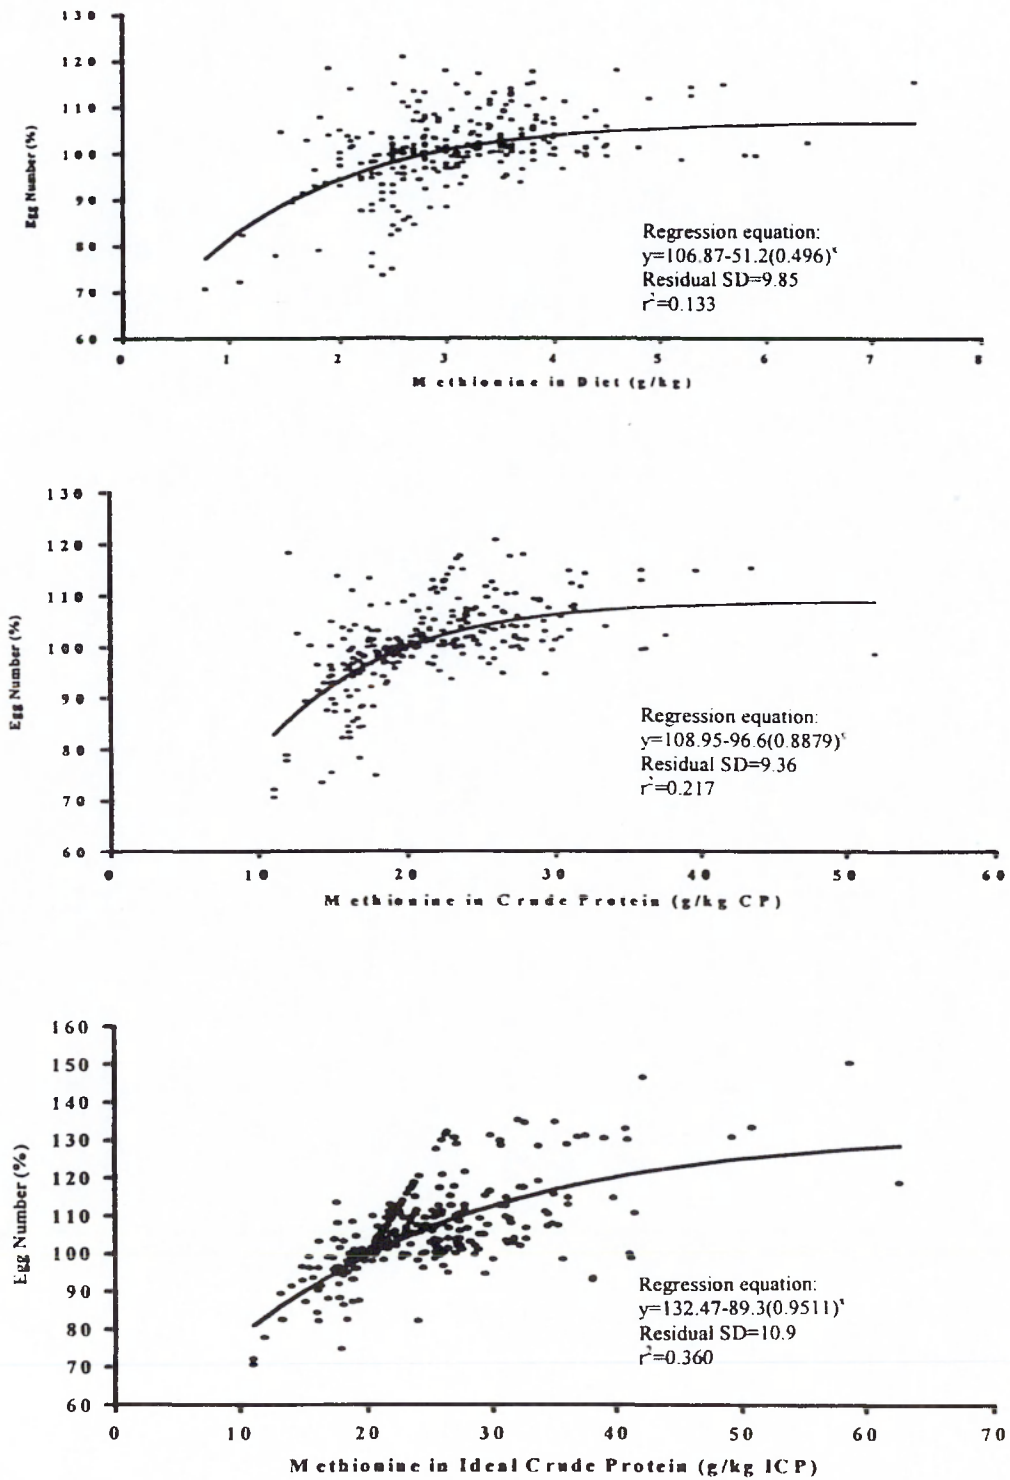 130
120
110
100
90
80
70
60
Egg Number (%)
Regression equation:
y=106.87-51.2(0.496)ˣ
Residual SD=9.85
r²=0.133
0 1 2 3 4 5 6 7 8
Methionine in Diet (g/kg)
130
120
110
100
90
80
70
60
Egg Number (%)
Regression equation:
y=108.95-96.6(0.8879)ˣ
Residual SD=9.36
r²=0.217
0 10 20 30 40 50 60
Methionine in Crude Protein (g/kg CP)
160
150
140
130
120
110
100
90
80
70
60
Egg Number (%)
Regression equation:
y=132.47-89.3(0.9511)ˣ
Residual SD=10.9
r²=0.360
0 10 20 30 40 50 60 70
Methionine in Ideal Crude Protein (g/kg ICP)